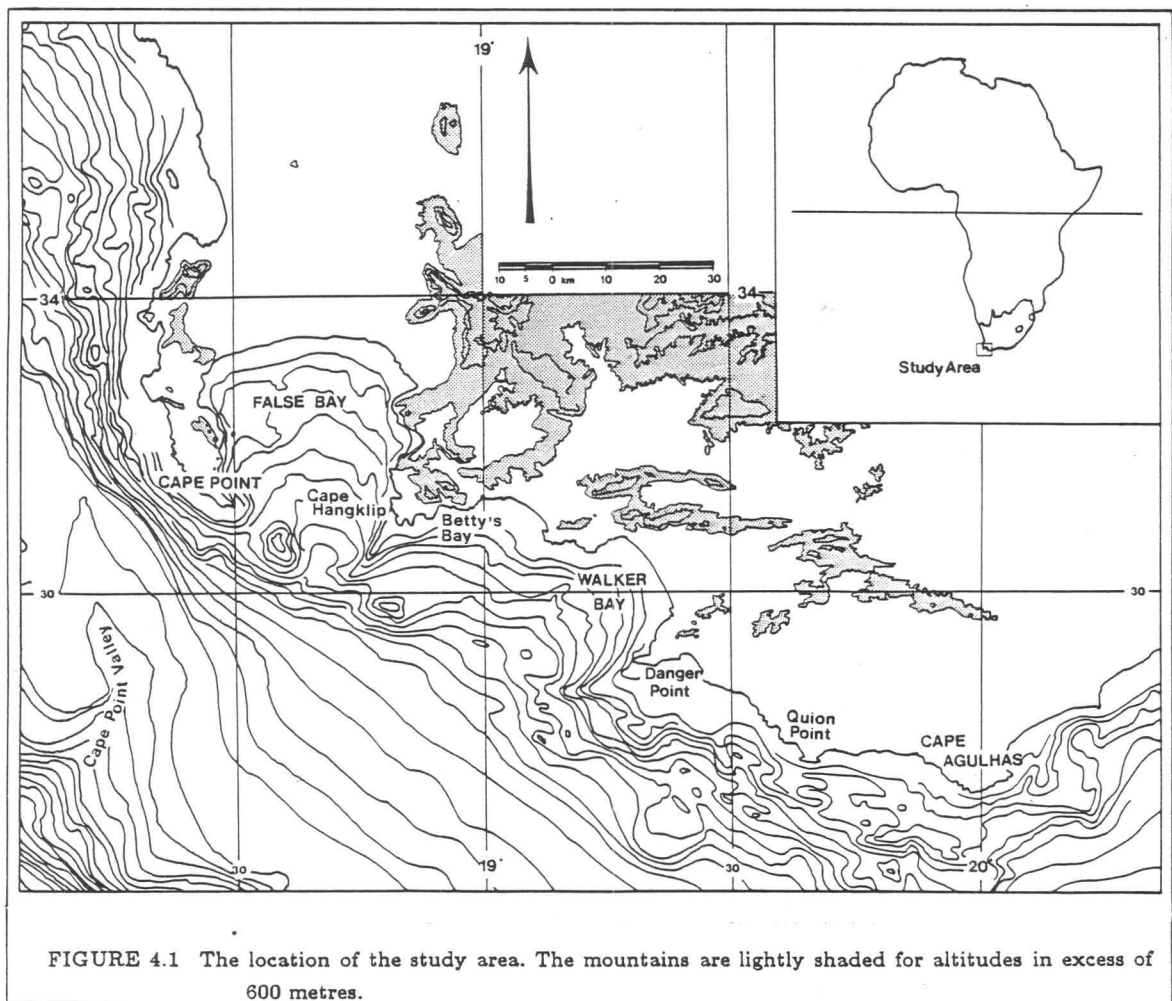 19°
10 5 0 km 10 20 30
34
34
Study Area
FALSE BAY
CAPE POINT
Cape
Hangklip
Betty's
Bay
WALKER
BAY
30
30
Cape Point Valley
Danger
Point
Quion
Point
CAPE
AGULHAS
30
19°
30
20°
FIGURE 4.1 The location of the study area. The mountains are lightly shaded for altitudes in excess of
600 metres.